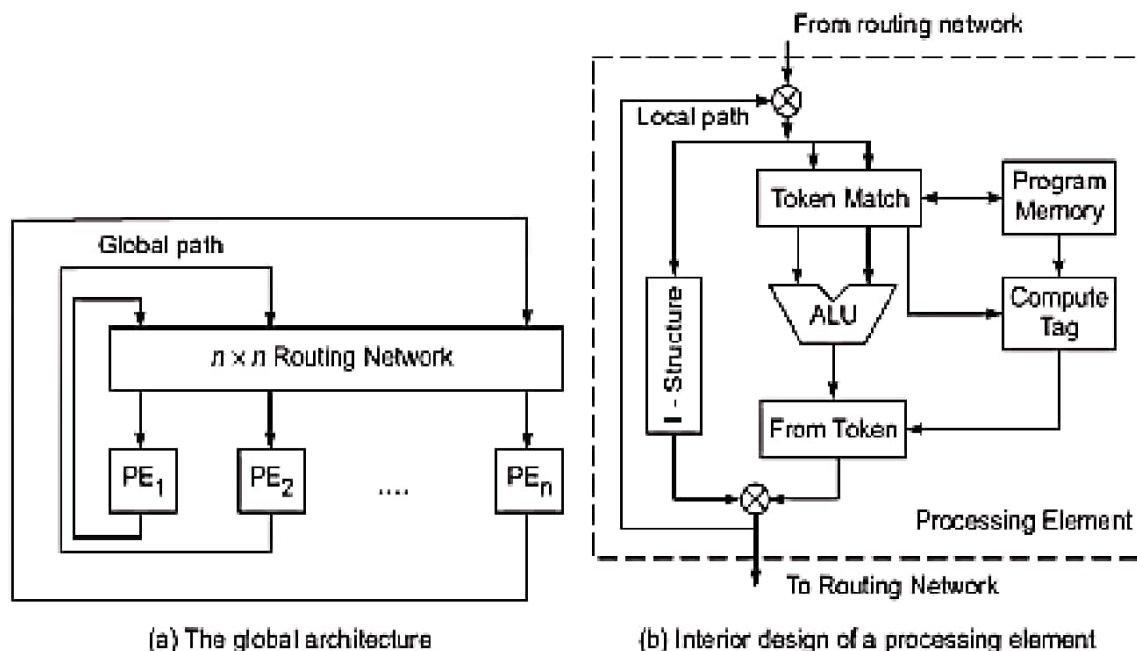 Global path
n × n Routing Network
PE1
PE2
....
PEn
(a) The global architecture
From routing network
Local path
Token Match
Program
Memory
I - Structure
ALU
Compute
Tag
From Token
Processing Element
To Routing Network
(b) Interior design of a processing element